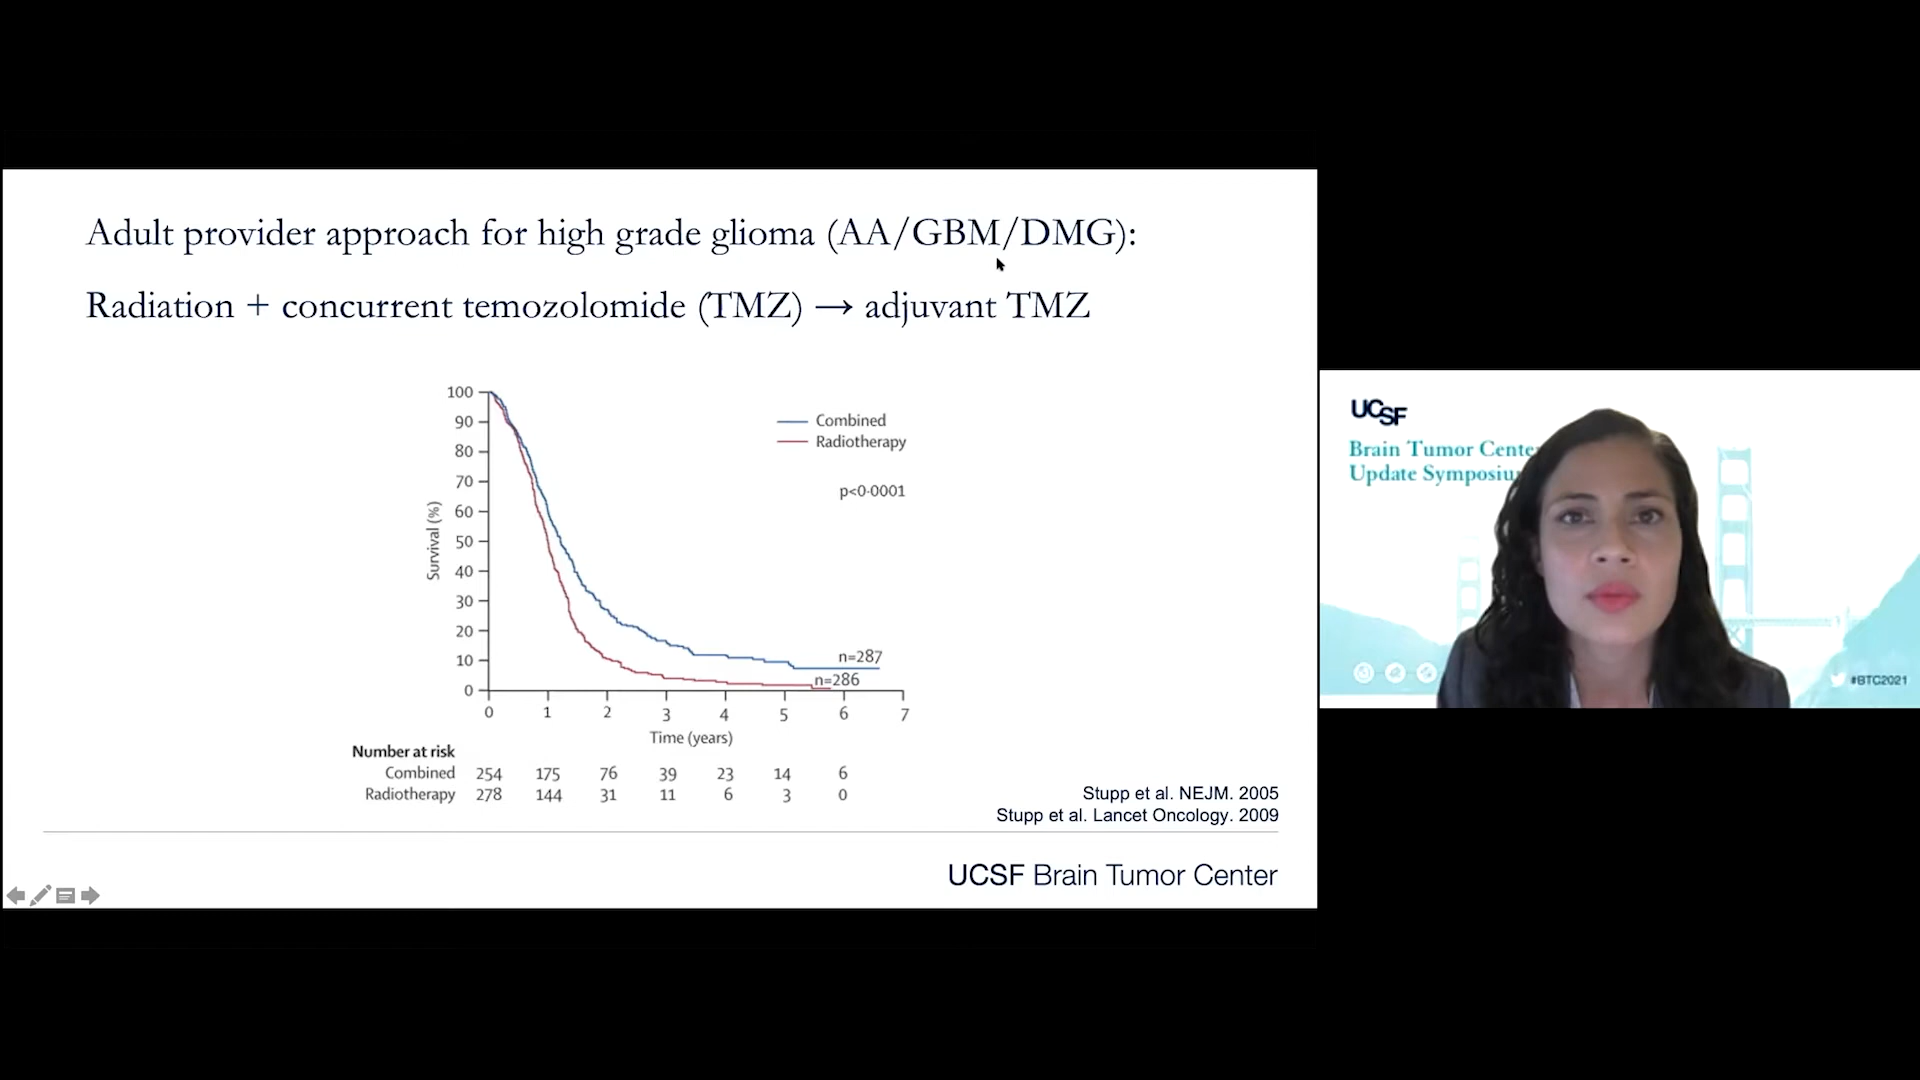 Adult provider approach for high grade glioma (AA/GBM/DMG):
Radiation + concurrent temozolomide (TMZ) → adjuvant TMZ
100
90
80
70
60
50
40
30
20
10
0
Survival (%)
Combined
Radiotherapy
p<0·0001
n=287
n=286
0 1 2 3 4 5 6 7
Time (years)
Number at risk
Combined 254 175 76 39 23 14 6
Radiotherapy 278 144 31 11 6 3 0
Stupp et al. NEJM. 2005
Stupp et al. Lancet Oncology. 2009
UCSF Brain Tumor Center
UCSF
Brain Tumor Cente
Update Symposiu
#BTC2021